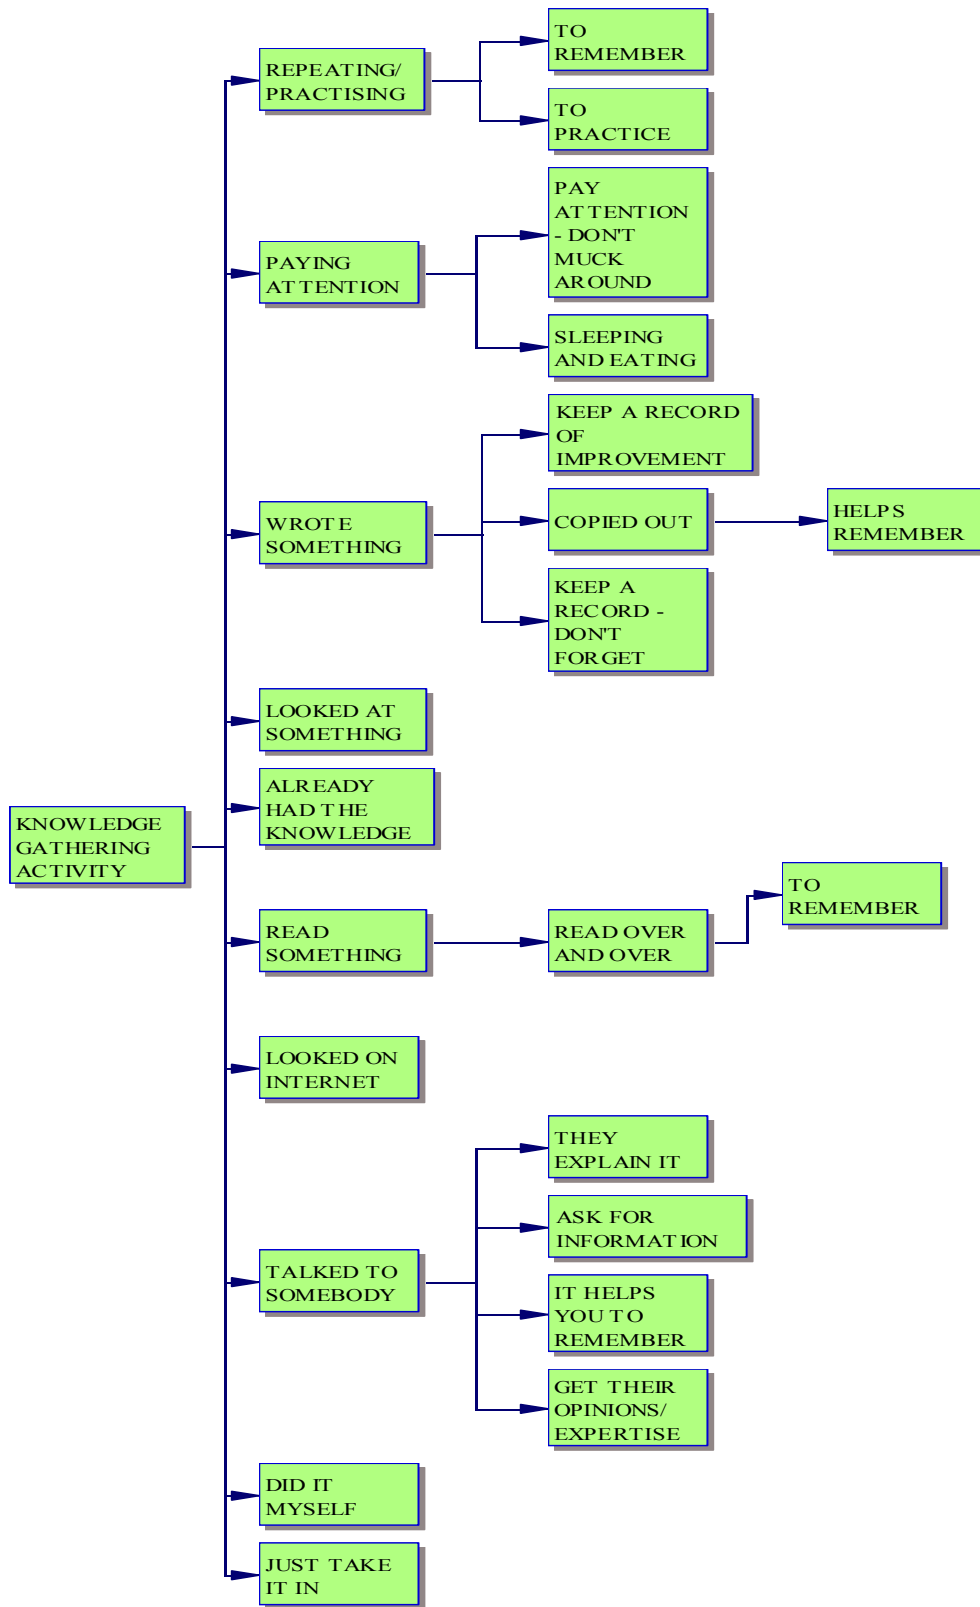 TO
REMEMBER
REPEATING/
PRACTISING
TO
PRACTICE
PAY
ATTENTION
- DON'T
MUCK
AROUND
PAYING
ATTENTION
SLEEPING
AND EATING
KEEP A RECORD
OF
IMPROVEMENT
WROTE
SOMETHING
COPIED OUT
HELPS
REMEMBER
KEEP A
RECORD -
DON'T
FORGET
LOOKED AT
SOMETHING
ALREADY
HAD THE
KNOWLEDGE
KNOWLEDGE
GATHERING
ACTIVITY
READ
SOMETHING
READ OVER
AND OVER
TO
REMEMBER
LOOKED ON
INTERNET
THEY
EXPLAIN IT
ASK FOR
INFORMATION
TALKED TO
SOMEBODY
IT HELPS
YOU TO
REMEMBER
GET THEIR
OPINIONS/
EXPERTISE
DID IT
MYSELF
JUST TAKE
IT IN